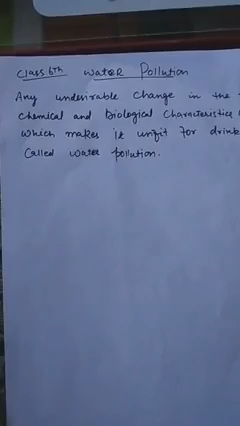 Class 6th Water Pollution
Any undesirable change in the
chemical and biological characteristics
which makes it unfit for drink
Called water pollution.